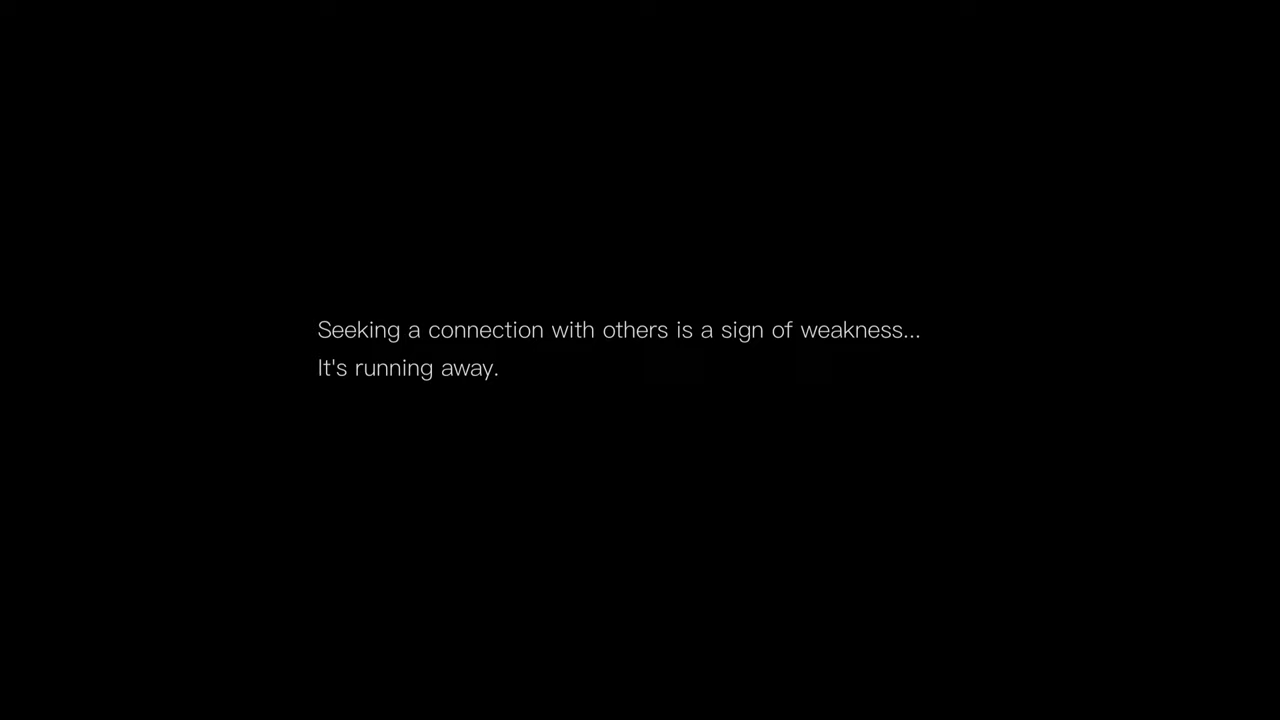 Seeking a connection with others is a sign of weakness...
It's running away.